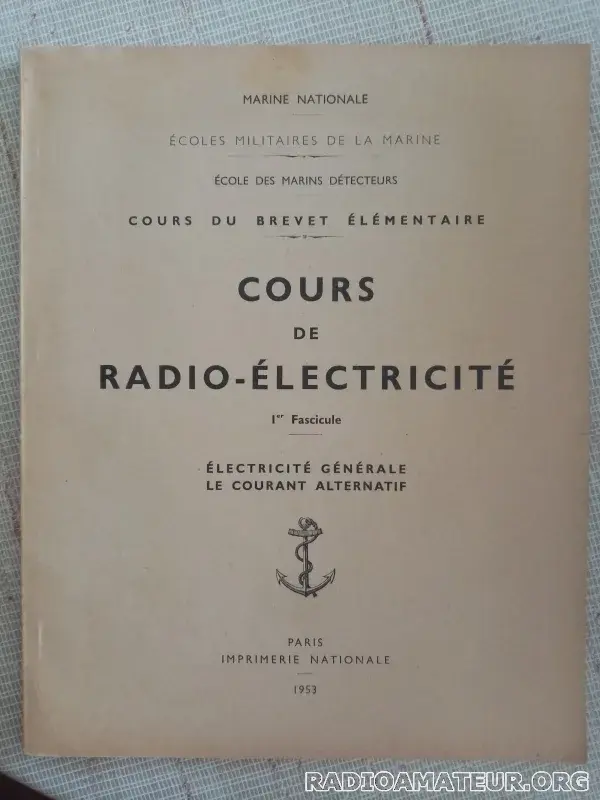 MARINE NATIONALE
ÉCOLES MILITAIRES DE LA MARINE
ÉCOLE DES MARINS DÉTECTEURS
COURS DU BREVET ÉLÉMENTAIRE
COURS
DE
RADIO-ÉLECTRICITÉ
1er Fascicule
ÉLECTRICITÉ GÉNÉRALE
LE COURANT ALTERNATIF
PARIS
IMPRIMERIE NATIONALE
1953
RADIOAMATEUR.ORG